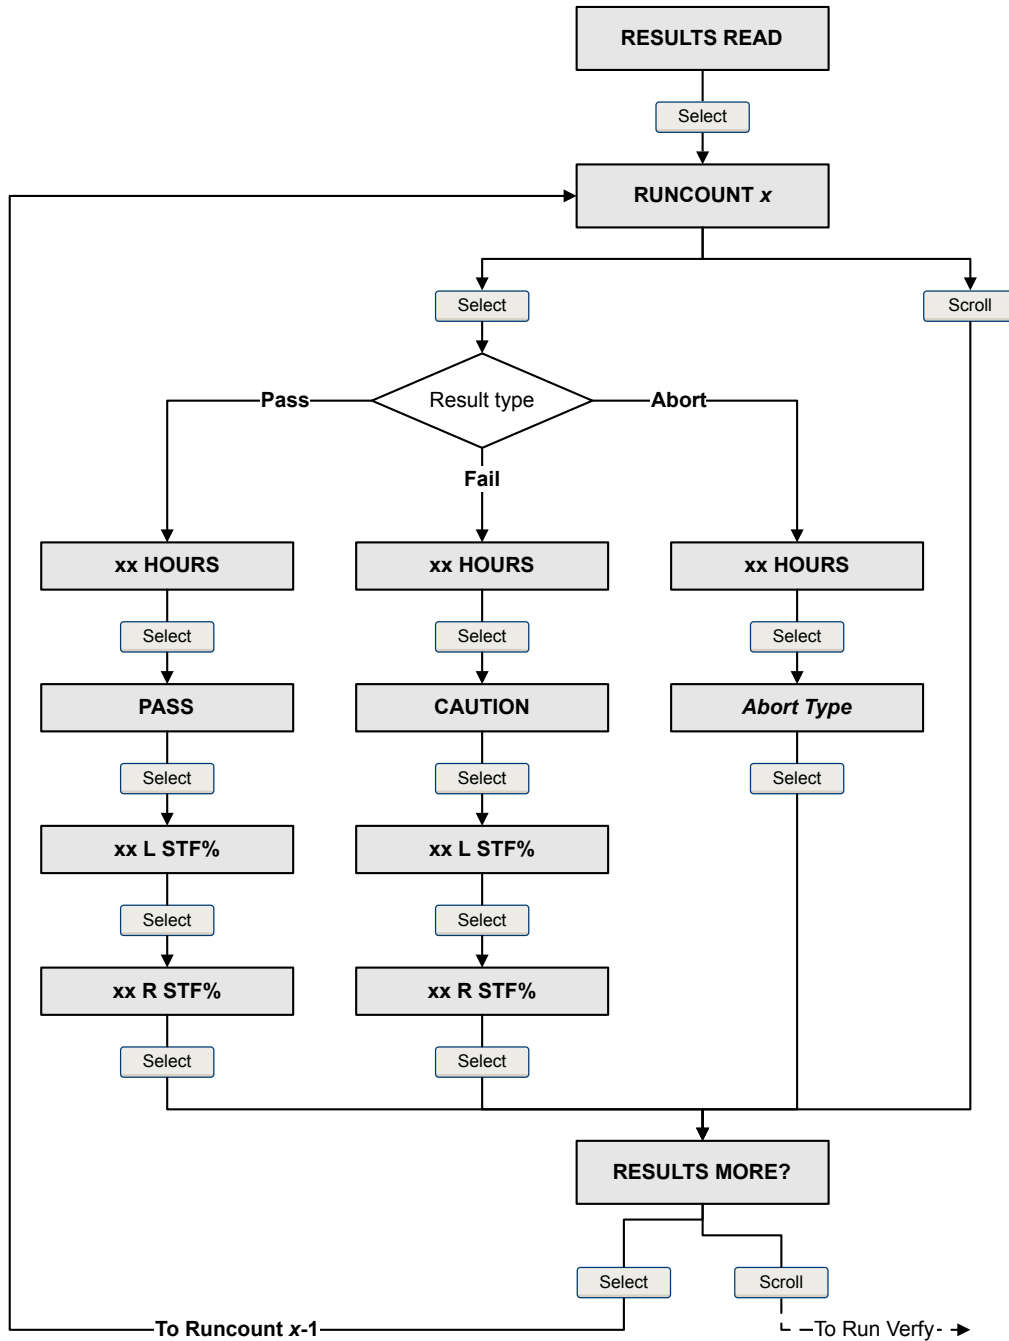 RESULTS READ
Select
RUNCOUNT x
Select
Scroll
Pass
Result type
Abort
Fail
xx HOURS
xx HOURS
xx HOURS
Select
Select
Select
PASS
CAUTION
Abort Type
Select
Select
Select
xx L STF%
xx L STF%
Select
Select
xx R STF%
xx R STF%
Select
Select
RESULTS MORE?
Select
Scroll
To Runcount x-1
To Run Verfy